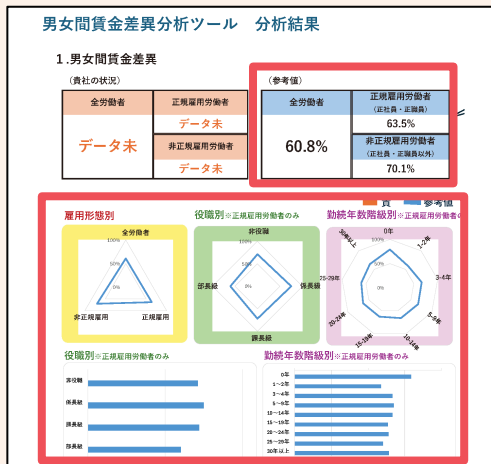 男女間賃金差異分析ツール　分析結果
1.男女間賃金差異
（貴社の状況）
全労働者 正規雇用労働者
データ未
データ未 非正規雇用労働者
データ未
（参考値）
全労働者 正規雇用労働者
（正社員・正職員）
60.8% 63.5%
非正規雇用労働者
（正社員・正職員以外）
70.1%
参考値
雇用形態別
全労働者
100%
50%
0%
非正規雇用 正規雇用
役職別※正規雇用労働者のみ
非役職
100%
50%
0%
部長級 係長級
課長級
勤続年数階級別※正規雇用労働者のみ
0年
100%
50%
0%
1-2年
3-4年
5-9年
10-14年
15-19年
20-24年
25-29年
30年以上
役職別※正規雇用労働者のみ
非役職
係長級
課長級
部長級
勤続年数階級別※正規雇用労働者のみ
0年
1～2年
3～4年
5～9年
10～14年
15～19年
20～24年
25～29年
30年以上